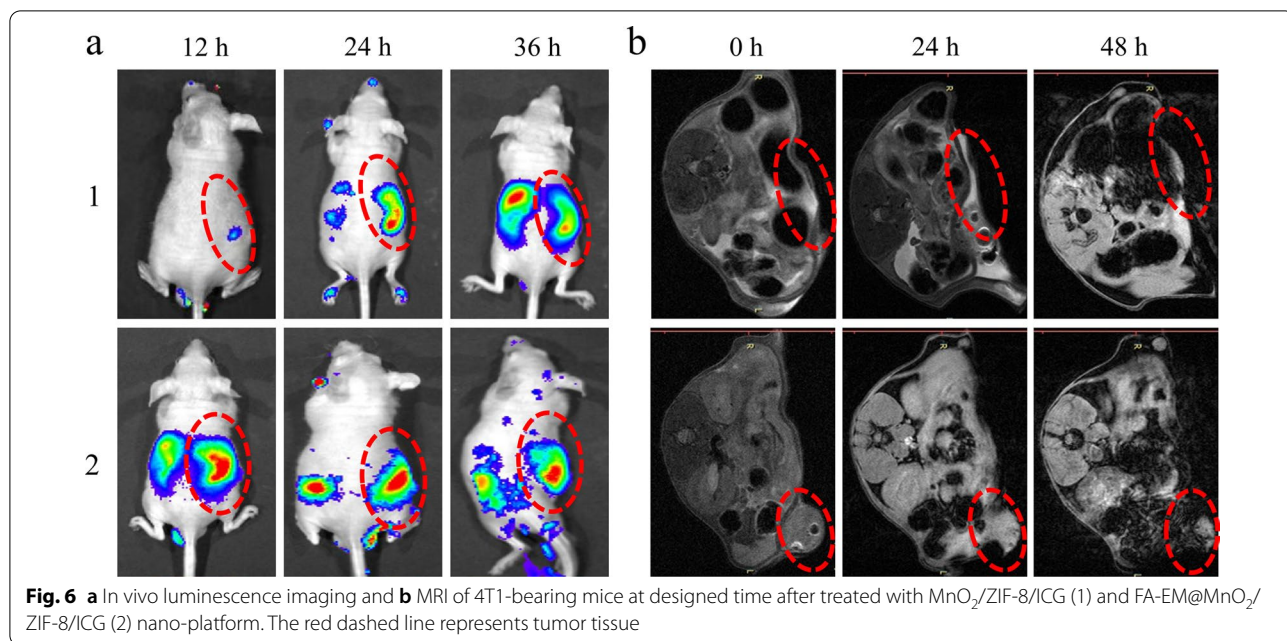 a
12 h 24 h 36 h
b
0 h 24 h 48 h
1
2
R
R
R
L
R
R
R
L
Fig. 6 a In vivo luminescence imaging and b MRI of 4T1-bearing mice at designed time after treated with MnO₂/ZIF-8/ICG (1) and FA-EM@MnO₂/
ZIF-8/ICG (2) nano-platform. The red dashed line represents tumor tissue